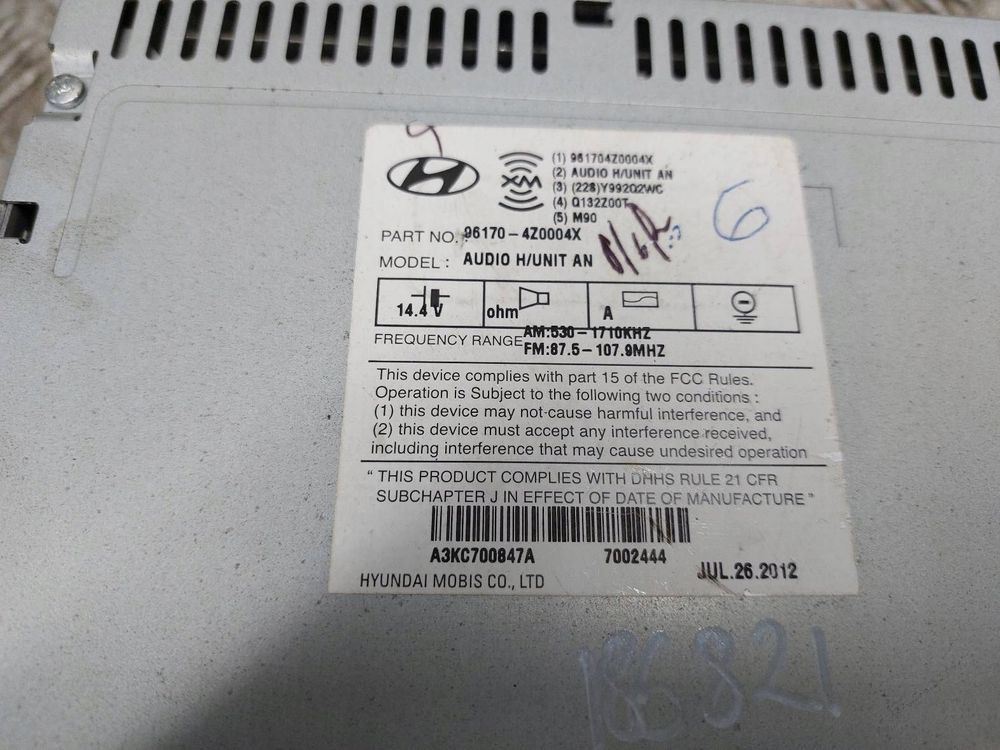 9
XM
(1) 961704Z0004X
(2) AUDIO H/UNIT AN
(3) (228)Y99202WC
(4) Q132Z00T
(5) M90
6
PART NO. : 96170-4Z0004X
MODEL : AUDIO H/UNIT AN
14.4 V ohm A
FREQUENCY RANGE AM:530-1710KHZ
FM:87.5-107.9MHZ
This device complies with part 15 of the FCC Rules.
Operation is Subject to the following two conditions :
(1) this device may not cause harmful interference, and
(2) this device must accept any interference received,
including interference that may cause undesired operation
“ THIS PRODUCT COMPLIES WITH DHHS RULE 21 CFR
SUBCHAPTER J IN EFFECT OF DATE OF MANUFACTURE ”
A3KC700847A 7002444 JUL.26.2012
HYUNDAI MOBIS CO., LTD
186821